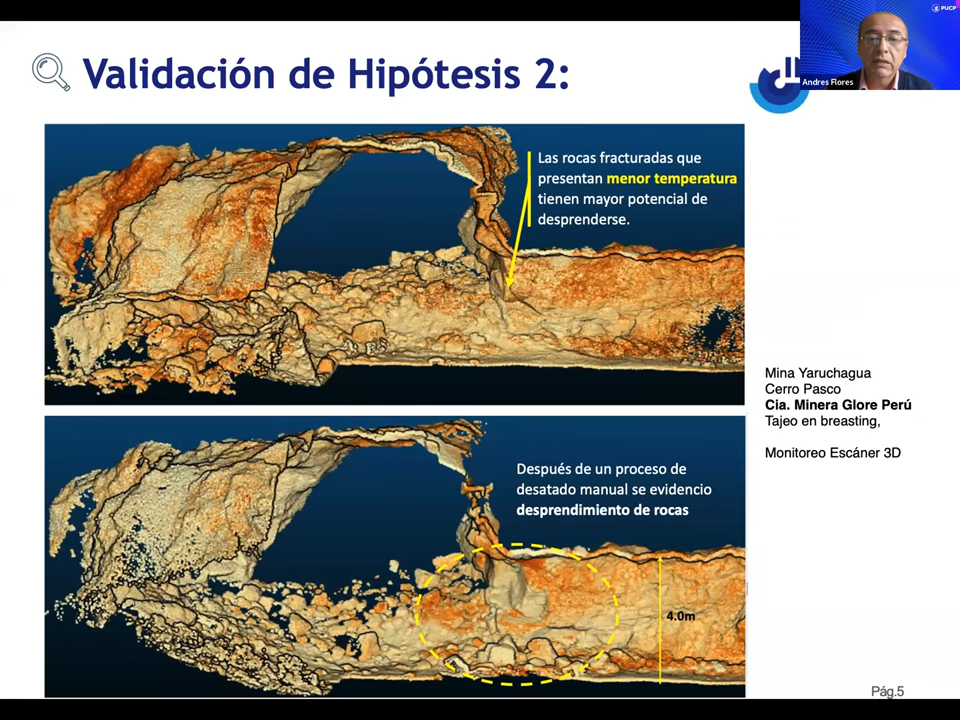 PUCP
Andres Flores
Validación de Hipótesis 2:
Las rocas fracturadas que
presentan menor temperatura
tienen mayor potencial de
desprenderse.
Mina Yaruchagua
Cerro Pasco
Cia. Minera Glore Perú
Tajeo en breasting,
Monitoreo Escáner 3D
Después de un proceso de
desatado manual se evidencio
desprendimiento de rocas
4.0m
Pág.5